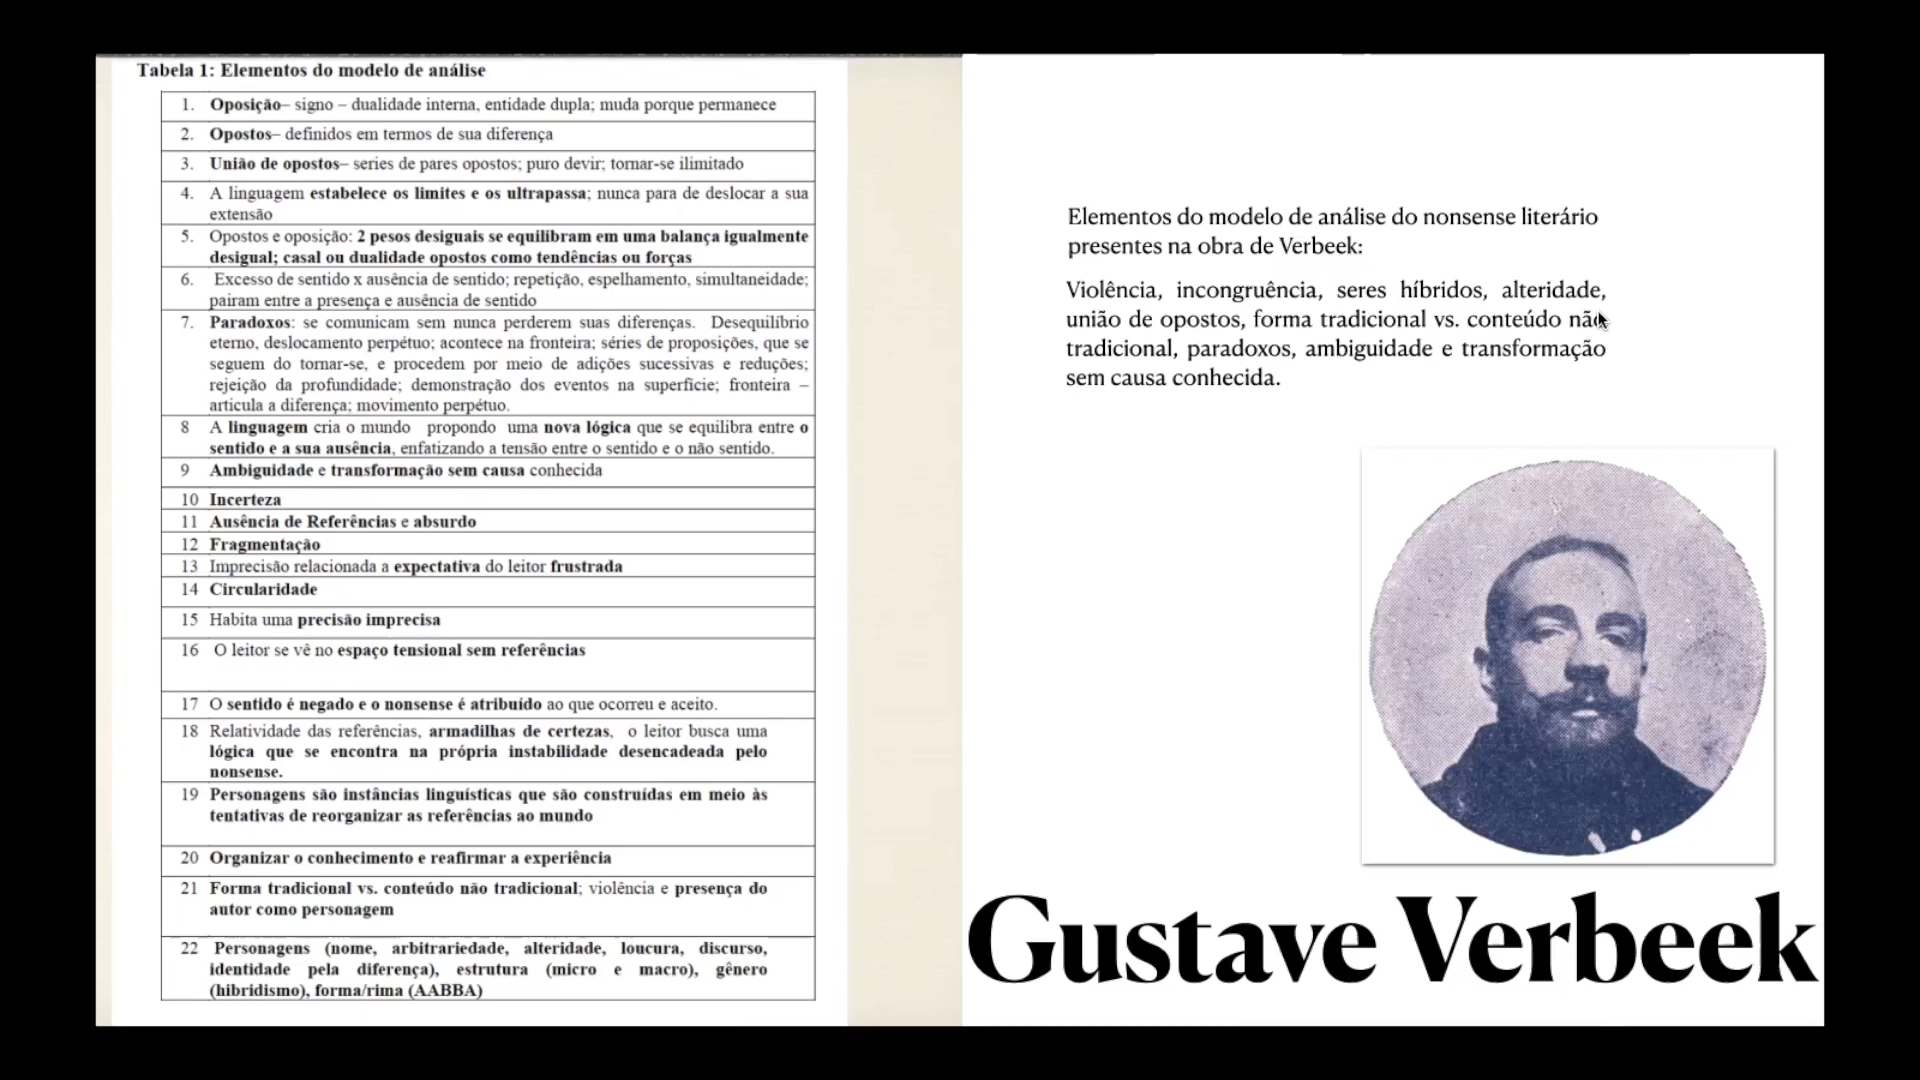 Tabela 1: Elementos do modelo de análise
1. Oposição– signo – dualidade interna, entidade dupla; muda porque permanece
2. Opostos– definidos em termos de sua diferença
3. União de opostos– series de pares opostos; puro devir; tornar-se ilimitado
4. A linguagem estabelece os limites e os ultrapassa; nunca para de deslocar a sua
extensão
5. Opostos e oposição: 2 pesos desiguais se equilibram em uma balança igualmente
desigual; casal ou dualidade opostos como tendências ou forças
6. Excesso de sentido x ausência de sentido; repetição, espelhamento, simultaneidade;
pairam entre a presença e ausência de sentido
7. Paradoxos: se comunicam sem nunca perderem suas diferenças. Desequilíbrio
eterno, deslocamento perpétuo; acontece na fronteira; séries de proposições, que se
seguem do tornar-se, e procedem por meio de adições sucessivas e reduções;
rejeição da profundidade; demonstração dos eventos na superfície; fronteira –
articula a diferença; movimento perpétuo.
8 A linguagem cria o mundo propondo uma nova lógica que se equilibra entre o
sentido e a sua ausência, enfatizando a tensão entre o sentido e o não sentido.
9 Ambiguidade e transformação sem causa conhecida
10 Incerteza
11 Ausência de Referências e absurdo
12 Fragmentação
13 Imprecisão relacionada a expectativa do leitor frustrada
14 Circularidade
15 Habita uma precisão imprecisa
16 O leitor se vê no espaço tensional sem referências
17 O sentido é negado e o nonsense é atribuído ao que ocorreu e aceito.
18 Relatividade das referências, armadilhas de certezas, o leitor busca uma
lógica que se encontra na própria instabilidade desencadeada pelo
nonsense.
19 Personagens são instâncias linguísticas que são construídas em meio às
tentativas de reorganizar as referências ao mundo
20 Organizar o conhecimento e reafirmar a experiência
21 Forma tradicional vs. conteúdo não tradicional; violência e presença do
autor como personagem
22 Personagens (nome, arbitrariedade, alteridade, loucura, discurso,
identidade pela diferença), estrutura (micro e macro), gênero
(hibridismo), forma/rima (AABBA)
Elementos do modelo de análise do nonsense literário
presentes na obra de Verbeek:
Violência, incongruência, seres híbridos, alteridade,
união de opostos, forma tradicional vs. conteúdo não
tradicional, paradoxos, ambiguidade e transformação
sem causa conhecida.
Gustave Verbeek